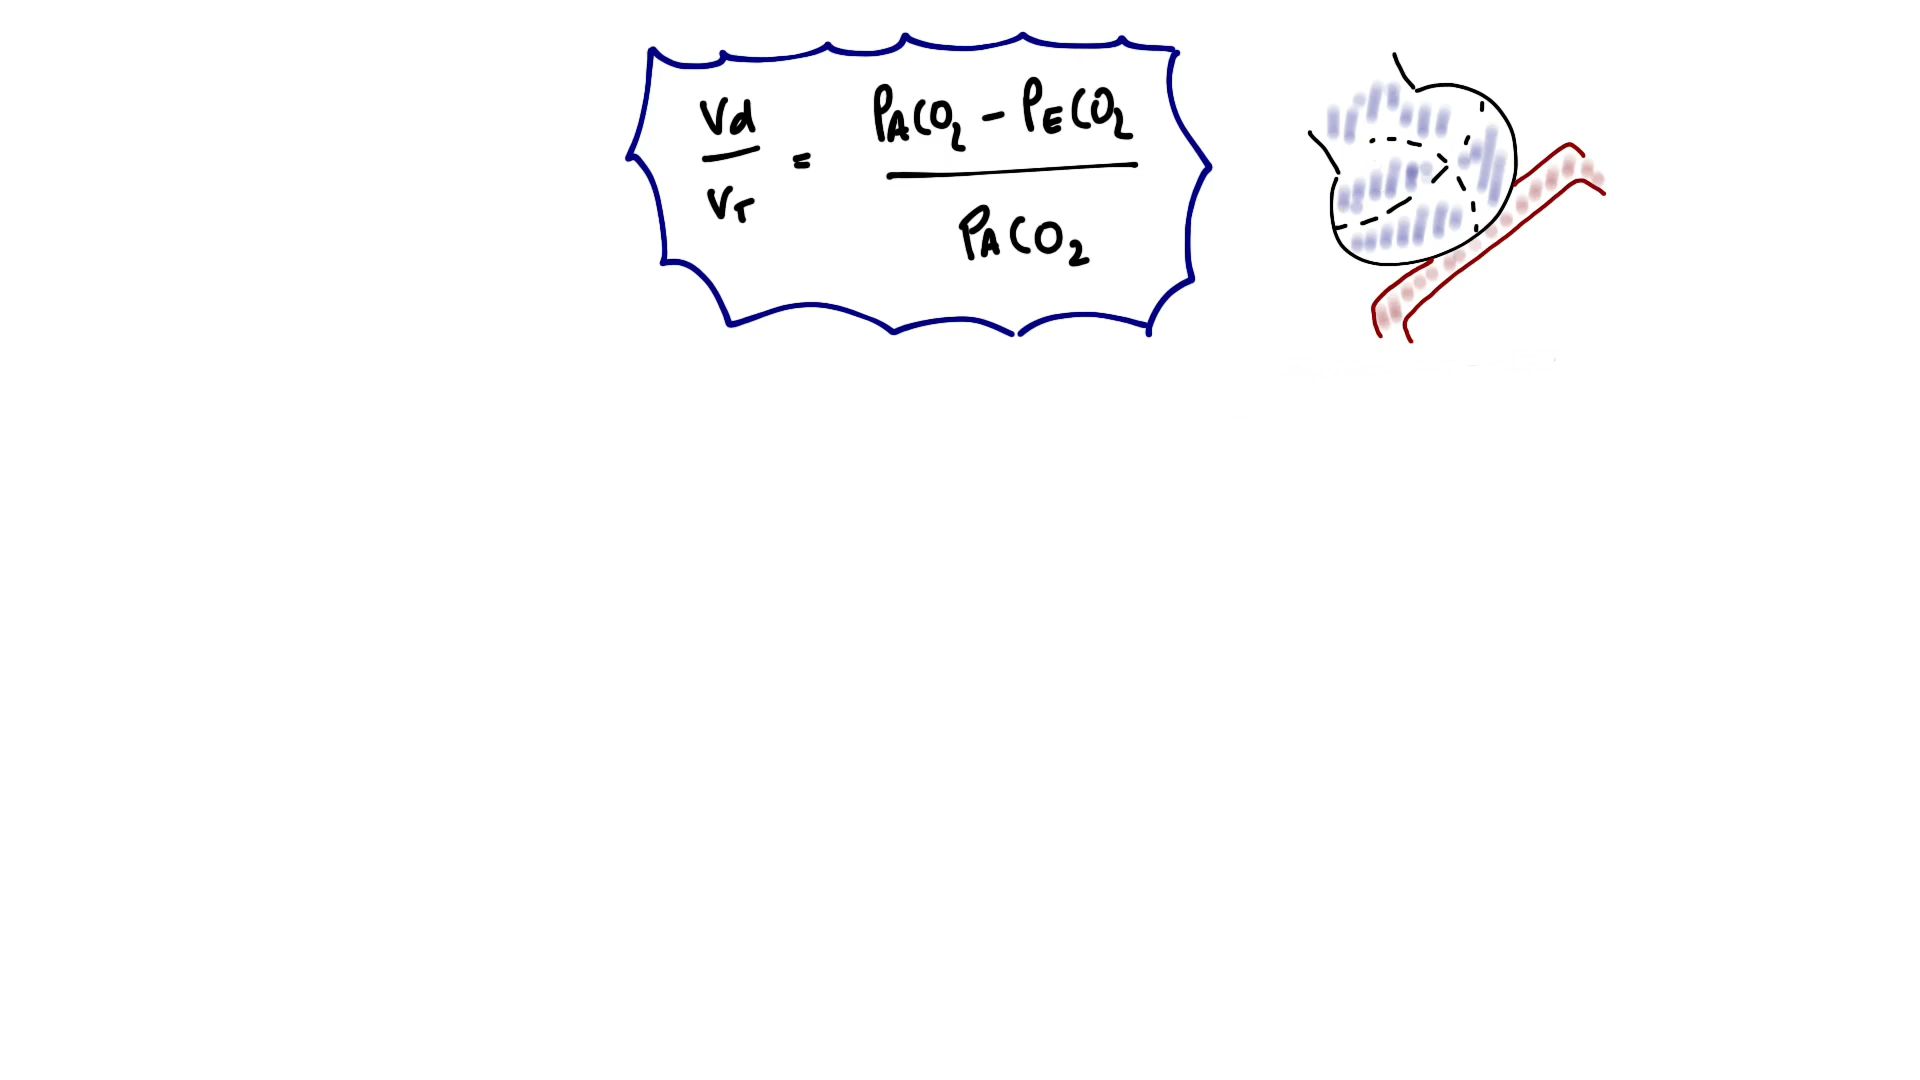 Vd / VT = PACO2 - PECO2 / PACO2